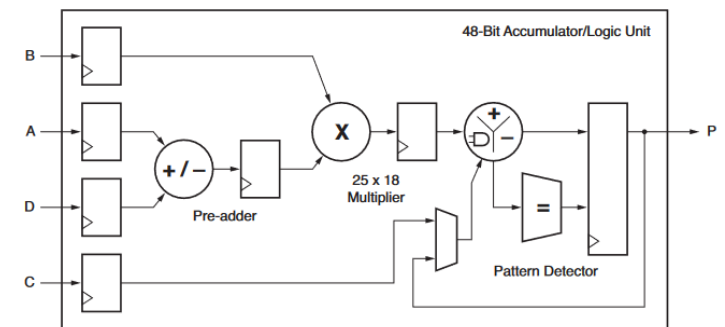 48-Bit Accumulator/Logic Unit
B
A
D
C
+/−
Pre-adder
X
25 x 18
Multiplier
+
−
=
Pattern Detector
P